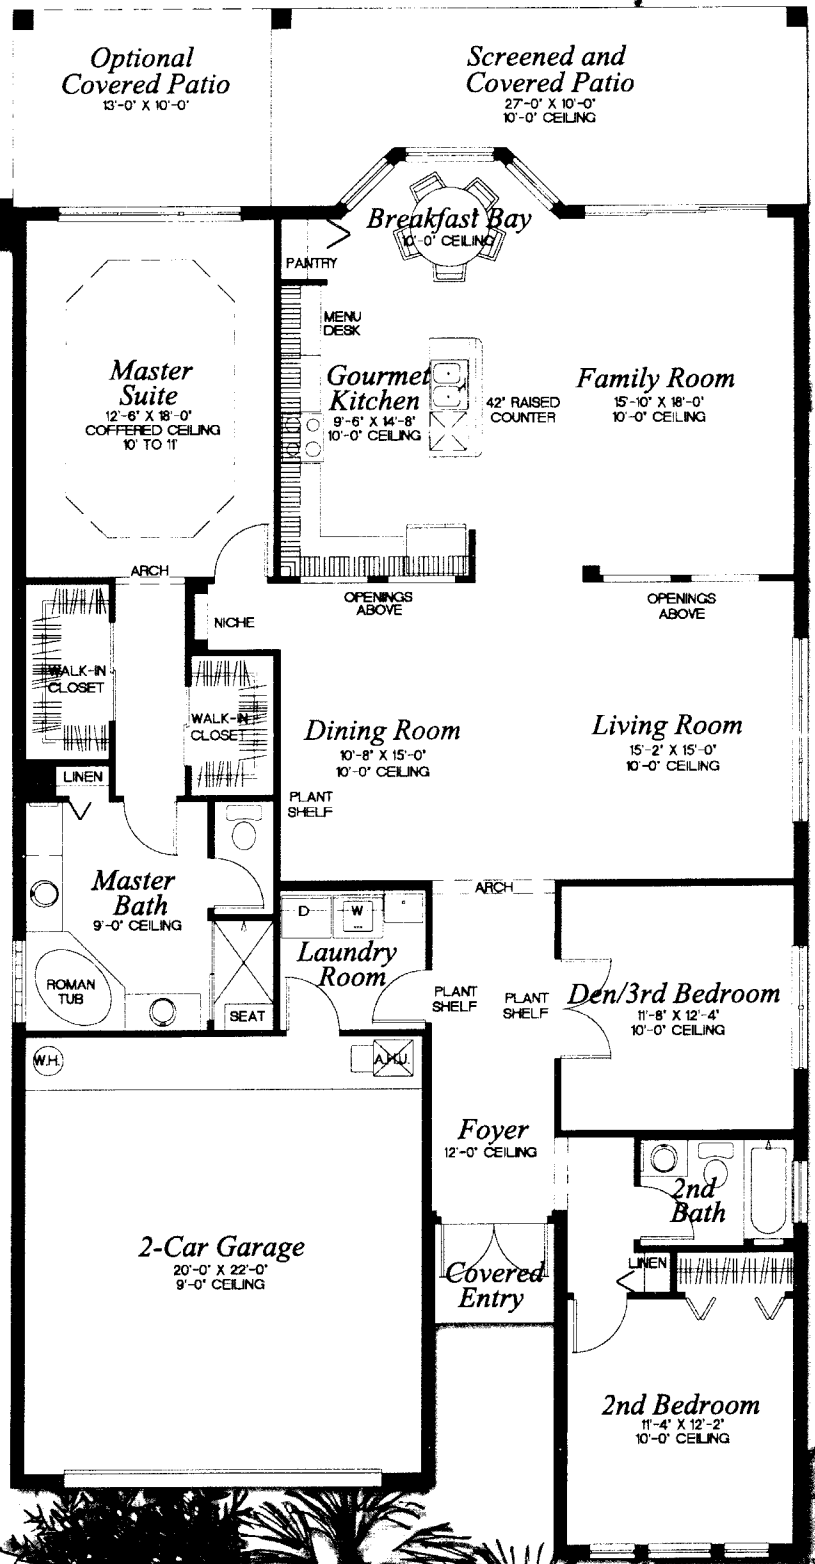 Optional
Covered Patio
13'-0" X 10'-0"
Screened and
Covered Patio
27'-0" X 10'-0"
10'-0" CEILING
Breakfast Bay
10'-0" CEILING
PANTRY
MENU
DESK
Master
Suite
12'-6" X 18'-0"
COFFERED CEILING
10' TO 11'
Gourmet
Kitchen
9'-6" X 14'-8"
10'-0" CEILING
42" RAISED
COUNTER
Family Room
15'-10" X 18'-0"
10'-0" CEILING
ARCH
OPENINGS
ABOVE
OPENINGS
ABOVE
NICHE
WALK-IN
CLOSET
WALK-IN
CLOSET
Dining Room
10'-8" X 15'-0"
10'-0" CEILING
Living Room
15'-2" X 15'-0"
10'-0" CEILING
LINEN
PLANT
SHELF
Master
Bath
9'-0" CEILING
ARCH
D
W
Laundry
Room
ROMAN
TUB
SEAT
PLANT
SHELF
PLANT
SHELF
Den/3rd Bedroom
11'-8" X 12'-4"
10'-0" CEILING
W.H.
A.H.U.
Foyer
12'-0" CEILING
2nd
Bath
2-Car Garage
20'-0" X 22'-0"
9'-0" CEILING
Covered
Entry
LINEN
2nd Bedroom
11'-4" X 12'-2"
10'-0" CEILING